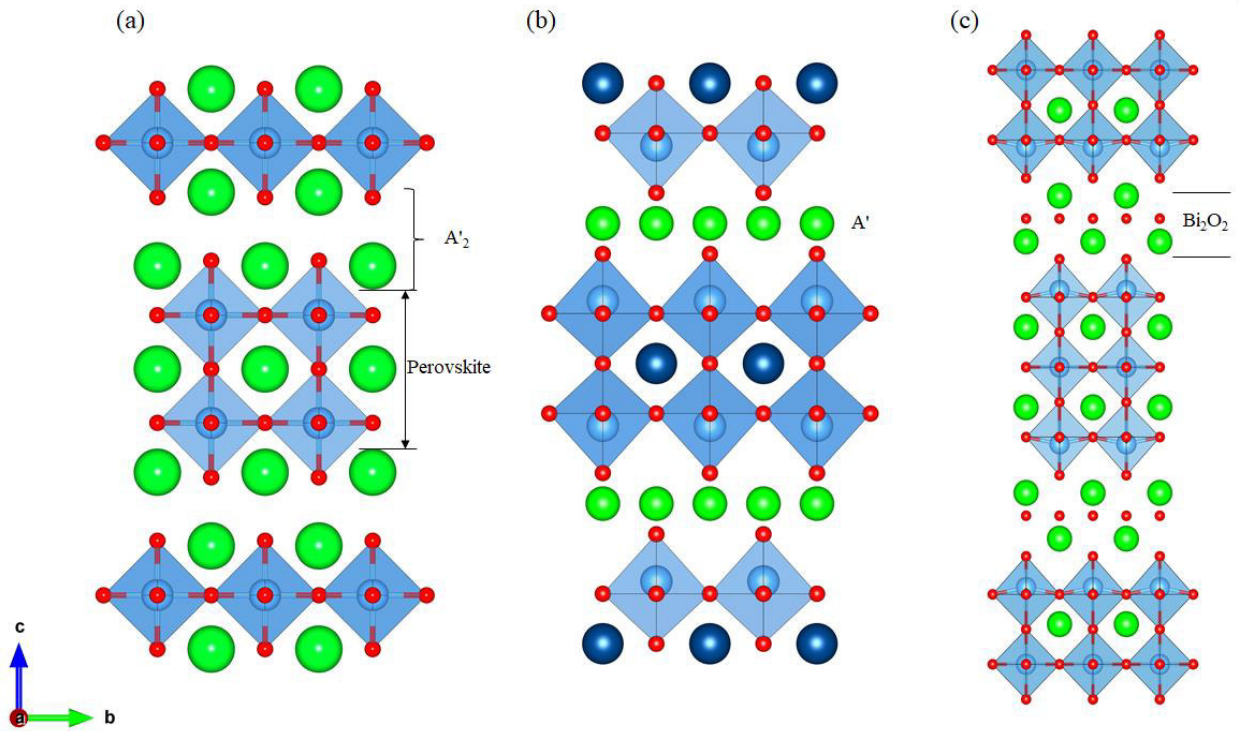 (a)
(b)
(c)
A'₂
A'
Bi₂O₂
Perovskite
c
a
b